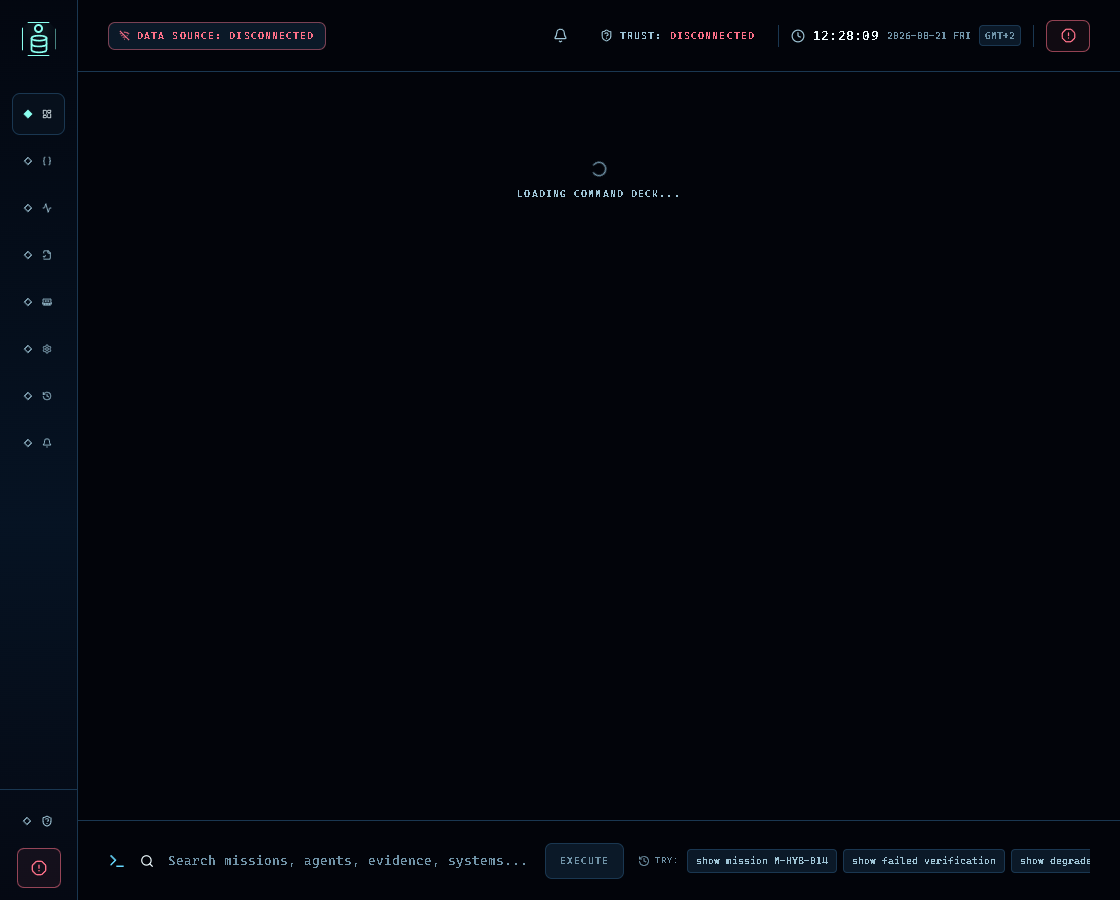 DATA SOURCE: DISCONNECTED
TRUST: DISCONNECTED
12:28:09 2026-08-21 FRI GMT+2
LOADING COMMAND DECK...
Search missions, agents, evidence, systems...
EXECUTE
TRY:
show mission M-HYB-014
show failed verification
show degrade